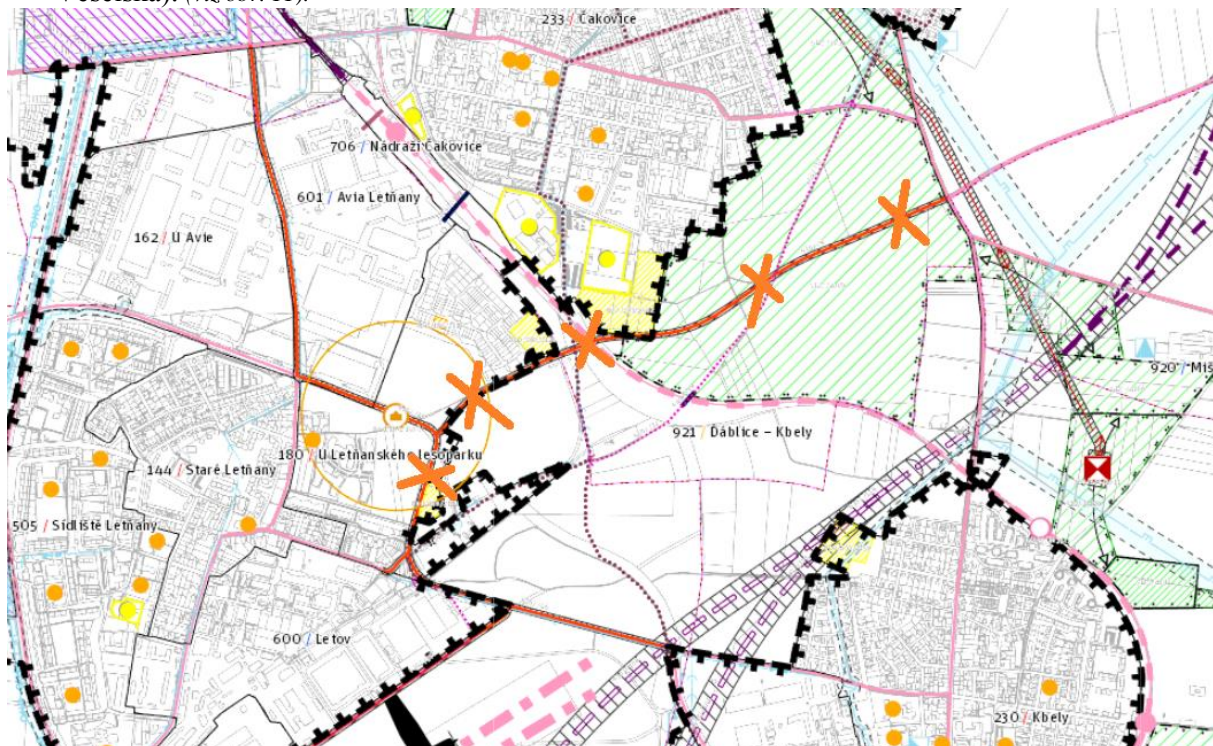 233 / Čakovice
706 / Nádraží Čakovice
601 / Avia Letňany
162 / U Avie
920 / Miš
921 / Ďáblice – Kbely
180 / U Letňanského lesoparku
144 / Staré Letňany
505 / Sídliště Letňany
600 / Letov
230 / Kbely